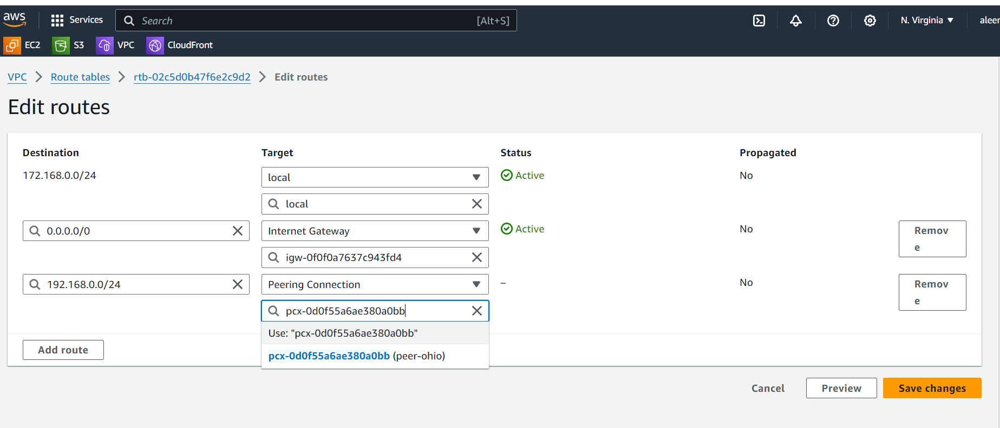 aws
Services
Search
[Alt+S]
N. Virginia
aleer
EC2
S3
VPC
CloudFront
VPC
Route tables
rtb-02c5d0b47f6e2c9d2
Edit routes
Edit routes
Destination
Target
Status
Propagated
172.168.0.0/24
local
Active
No
local
0.0.0.0/0
Internet Gateway
Active
No
Remov
e
igw-0f0f0a7637c943fd4
192.168.0.0/24
Peering Connection
–
No
Remov
e
pcx-0d0f55a6ae380a0bb
Use: "pcx-0d0f55a6ae380a0bb"
pcx-0d0f55a6ae380a0bb (peer-ohio)
Add route
Cancel
Preview
Save changes